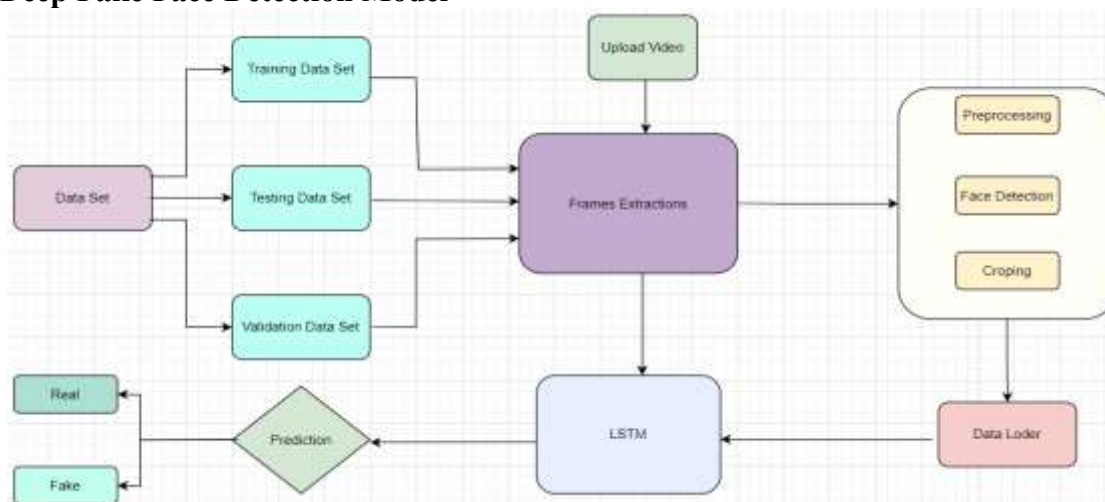 Deep Fake Face Detection Model
Upload Video
Training Data Set
Preprocessing
Data Set
Testing Data Set
Frames Extractions
Face Detection
Croping
Validation Data Set
Real
Prediction
LSTM
Data Loder
Fake